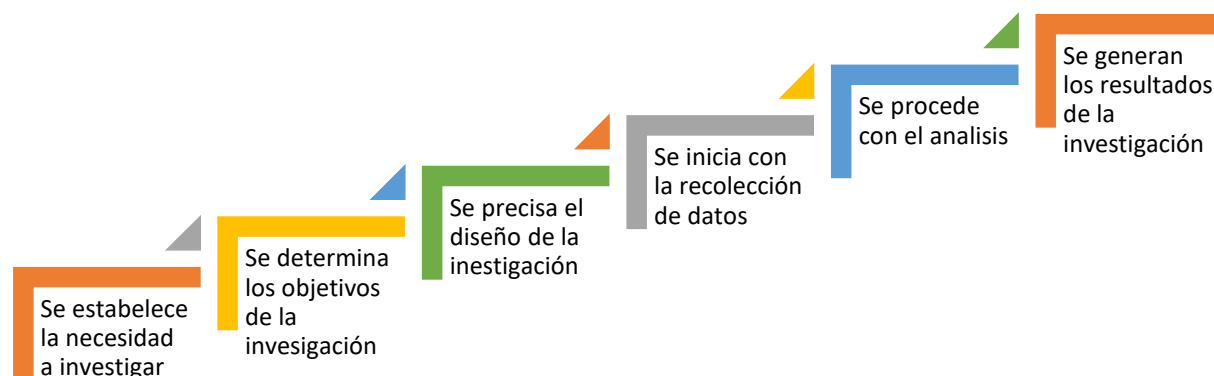 Se estabelece
la necesidad
a investigar
Se determina
los objetivos
de la
invesigación
Se precisa el
diseño de la
inestigación
Se inicia con
la recolección
de datos
Se procede
con el analisis
Se generan
los resultados
de la
investigación